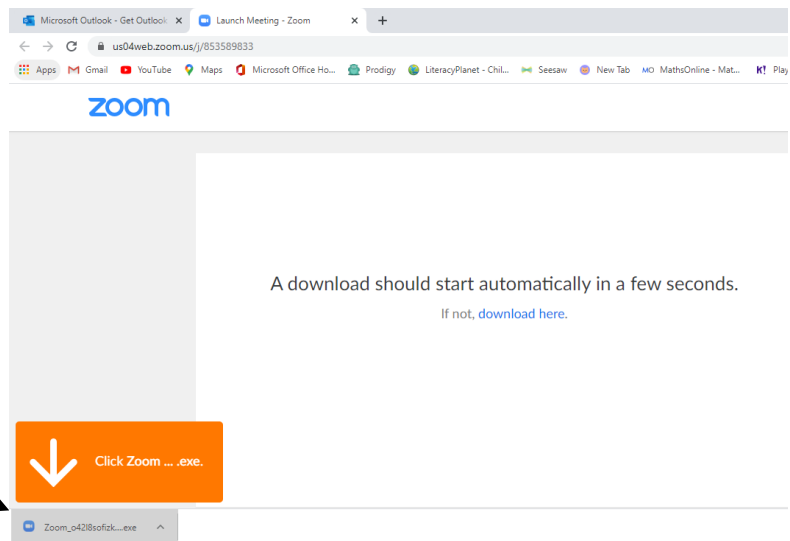 Microsoft Outlook - Get Outlook Launch Meeting - Zoom
us04web.zoom.us/j/853589833
Apps Gmail YouTube Maps Microsoft Office Ho... Prodigy LiteracyPlanet - Chil... Seesaw New Tab MO MathsOnline - Mat... K! Play
zoom
A download should start automatically in a few seconds.
If not, download here.
Click Zoom ... .exe.
Zoom_o42l8sofizk....exe